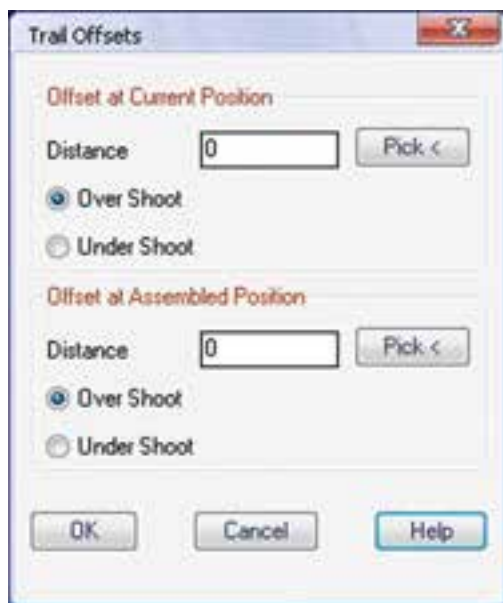 Trail Offsets
Offset at Current Position
Distance 0 Pick <
Over Shoot
Under Shoot
Offset at Assembled Position
Distance 0 Pick <
Over Shoot
Under Shoot
OK Cancel Help